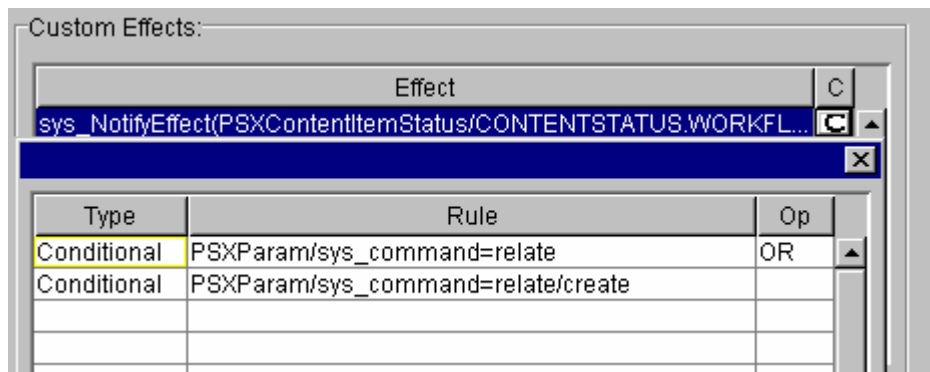 Custom Effects:
Effect C
sys_NotifyEffect(PSXContentItemStatus/CONTENTSTATUS.WORKFL... C
Type Rule Op
Conditional PSXParam/sys_command=relate OR
Conditional PSXParam/sys_command=relate/create